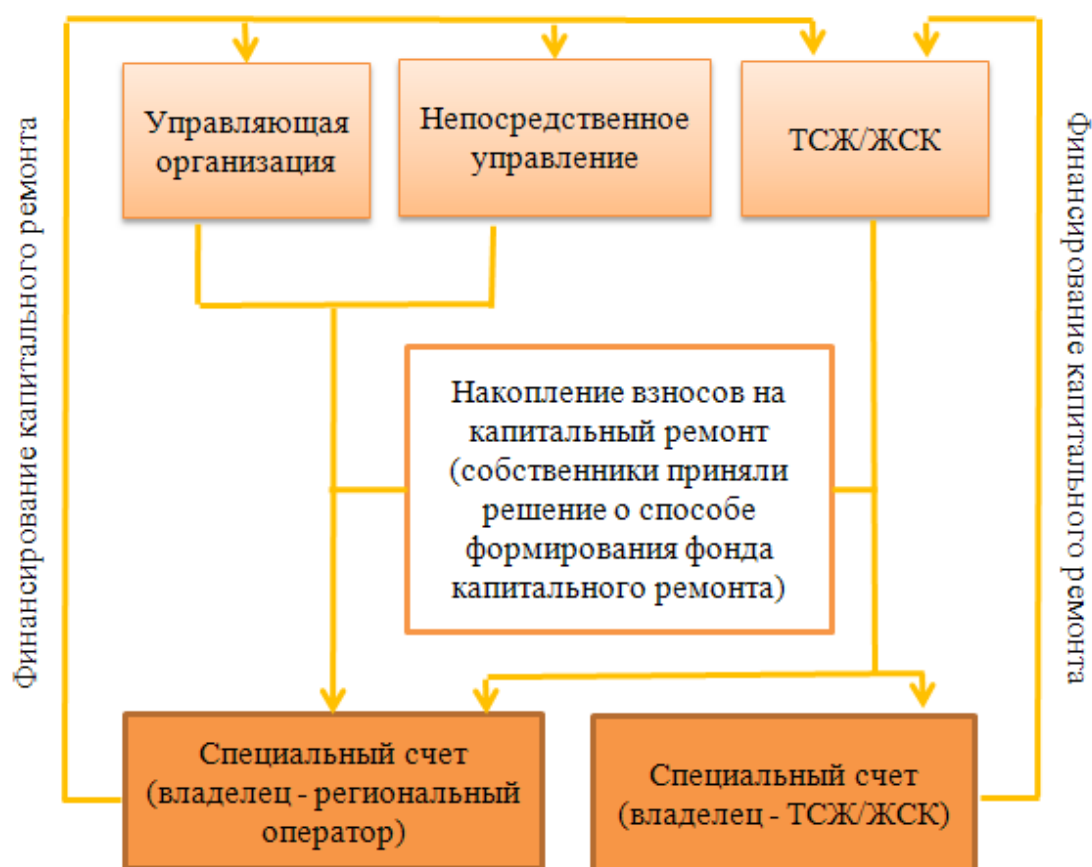 Финансирование капитального ремонта
Управляющая
организация
Непосредственное
управление
ТСЖ/ЖСК
Финансирование капитального ремонта
Накопление взносов на
капитальный ремонт
(собственники приняли
решение о способе
формирования фонда
капитального ремонта)
Специальный счет
(владелец - региональный
оператор)
Специальный счет
(владелец - ТСЖ/ЖСК)